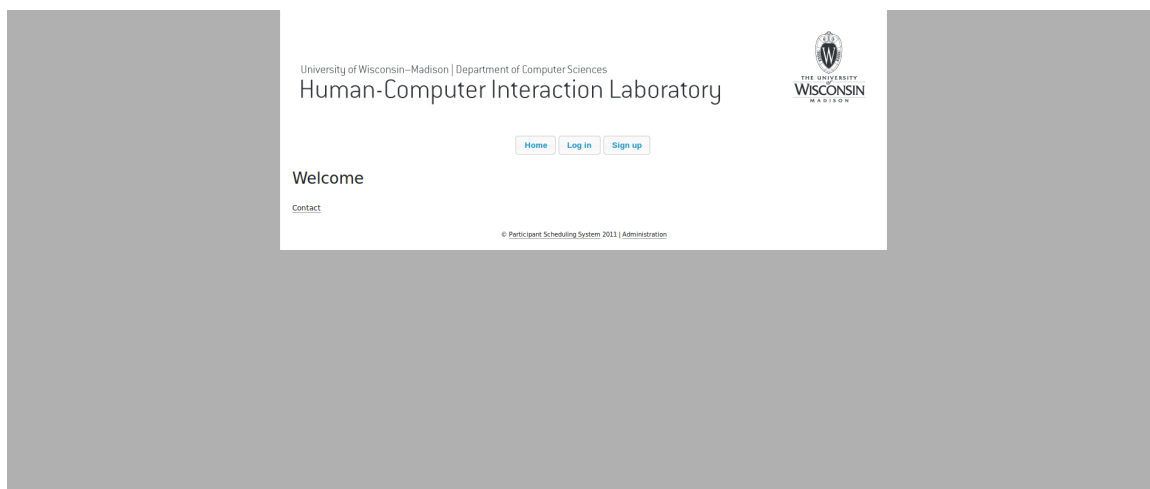 University of Wisconsin–Madison | Department of Computer Sciences
Human-Computer Interaction Laboratory
W
THE UNIVERSITY
of
WISCONSIN
MADISON
Home Log in Sign up
Welcome
Contact
© Participant Scheduling System 2011 | Administration